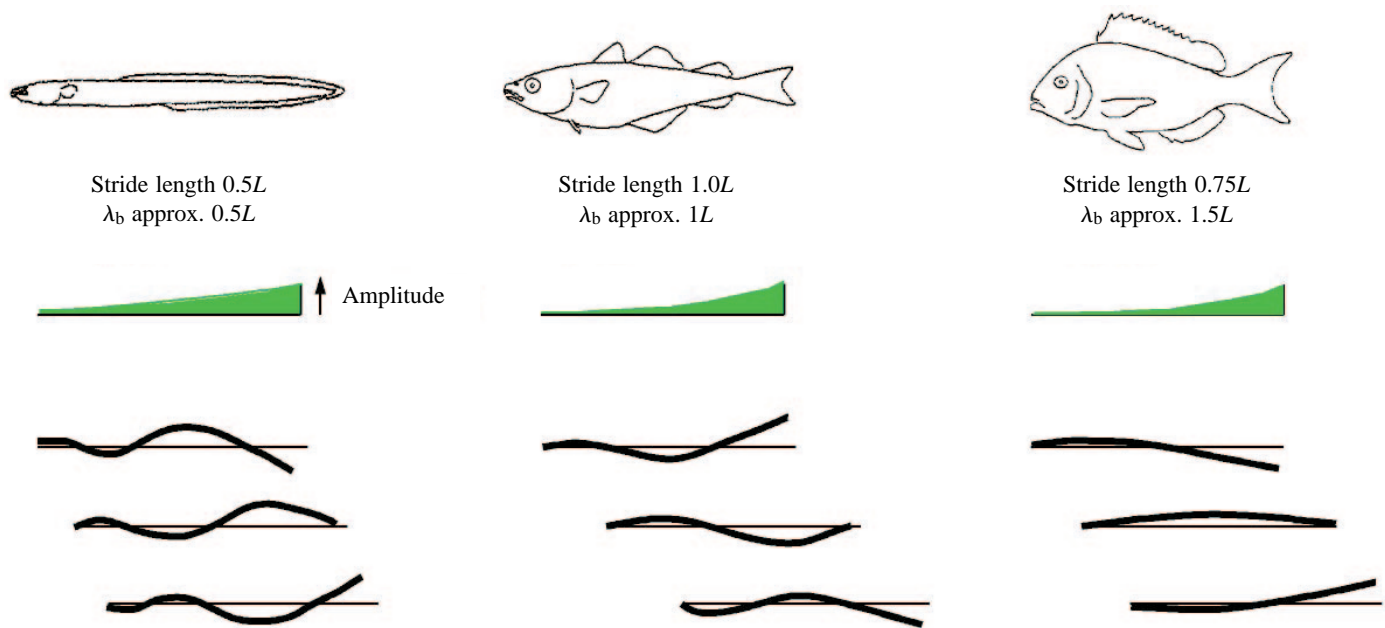 Stride length 0.5L
λb approx. 0.5L
Stride length 1.0L
λb approx. 1L
Stride length 0.75L
λb approx. 1.5L
Amplitude